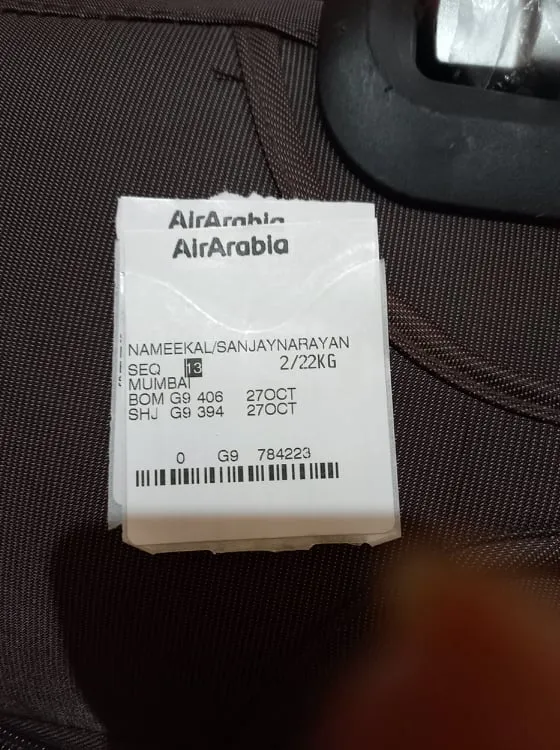 AirArabia
AirArabia
NAMEEKAL/SANJAYNARAYAN
SEQ 13 2/22KG
MUMBAI
BOM G9 406 27OCT
SHJ G9 394 27OCT
0 G9 784223